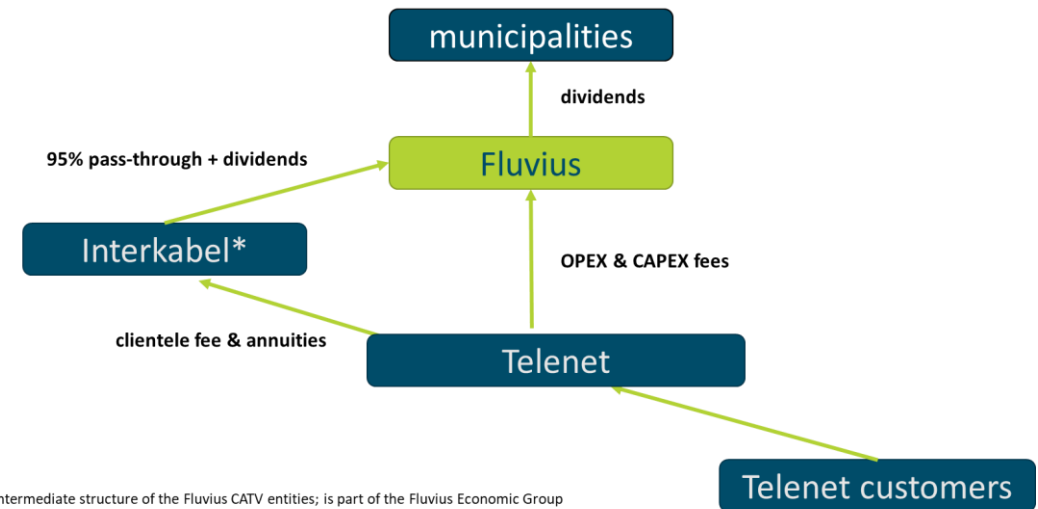 municipalities
dividends
95% pass-through + dividends
Fluvius
Interkabel*
OPEX & CAPEX fees
clientele fee & annuities
Telenet
Telenet customers
ntermediate structure of the Fluvius CATV entities; is part of the Fluvius Economic Group